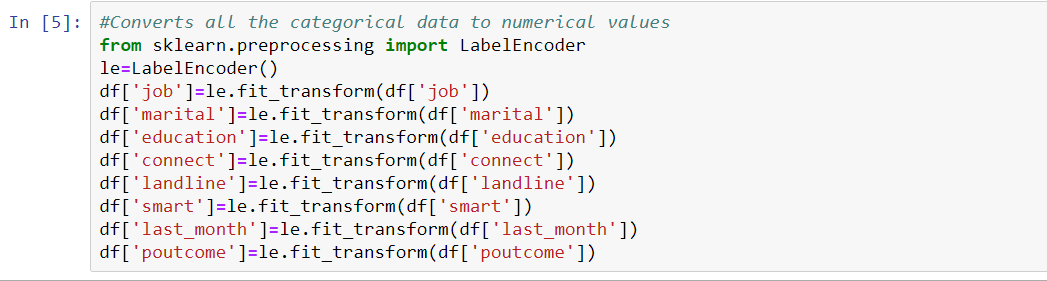 In [5]: #Converts all the categorical data to numerical values
from sklearn.preprocessing import LabelEncoder
le=LabelEncoder()
df['job']=le.fit_transform(df['job'])
df['marital']=le.fit_transform(df['marital'])
df['education']=le.fit_transform(df['education'])
df['connect']=le.fit_transform(df['connect'])
df['landline']=le.fit_transform(df['landline'])
df['smart']=le.fit_transform(df['smart'])
df['last_month']=le.fit_transform(df['last_month'])
df['poutcome']=le.fit_transform(df['poutcome'])